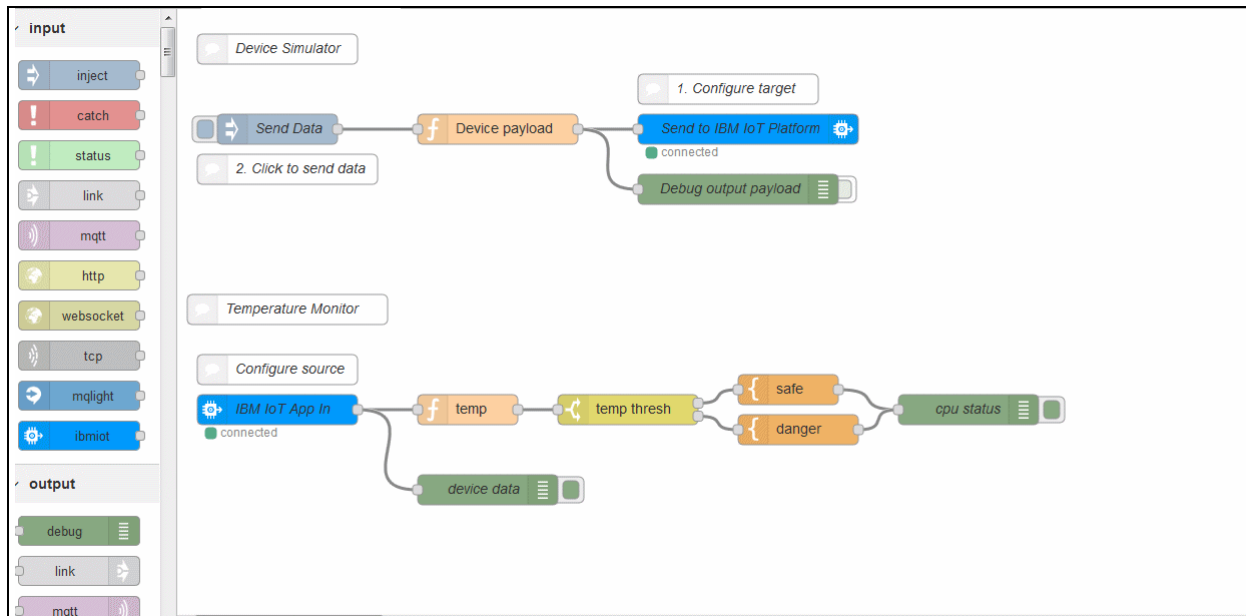 input
inject
catch
status
link
mqtt
http
websocket
tcp
mqlight
ibmiot
output
debug
link
mqtt
Device Simulator
1. Configure target
Send Data
Device payload
Send to IBM IoT Platform
connected
2. Click to send data
Debug output payload
Temperature Monitor
Configure source
IBM IoT App In
connected
temp
temp thresh
safe
danger
cpu status
device data